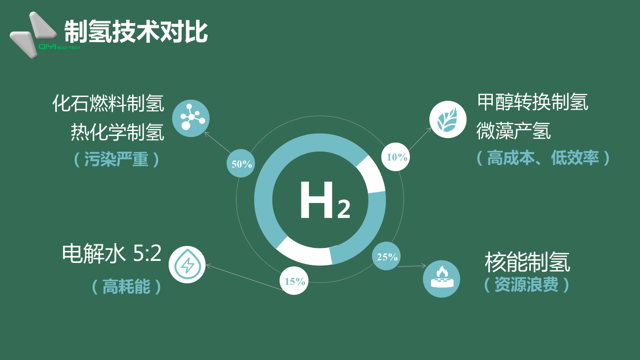 制氢技术对比
化石燃料制氢
热化学制氢
（污染严重）
50%
甲醇转换制氢
微藻产氢
（高成本、低效率）
10%
H2
电解水 5:2
（高耗能）
15%
25%
核能制氢
（资源浪费）